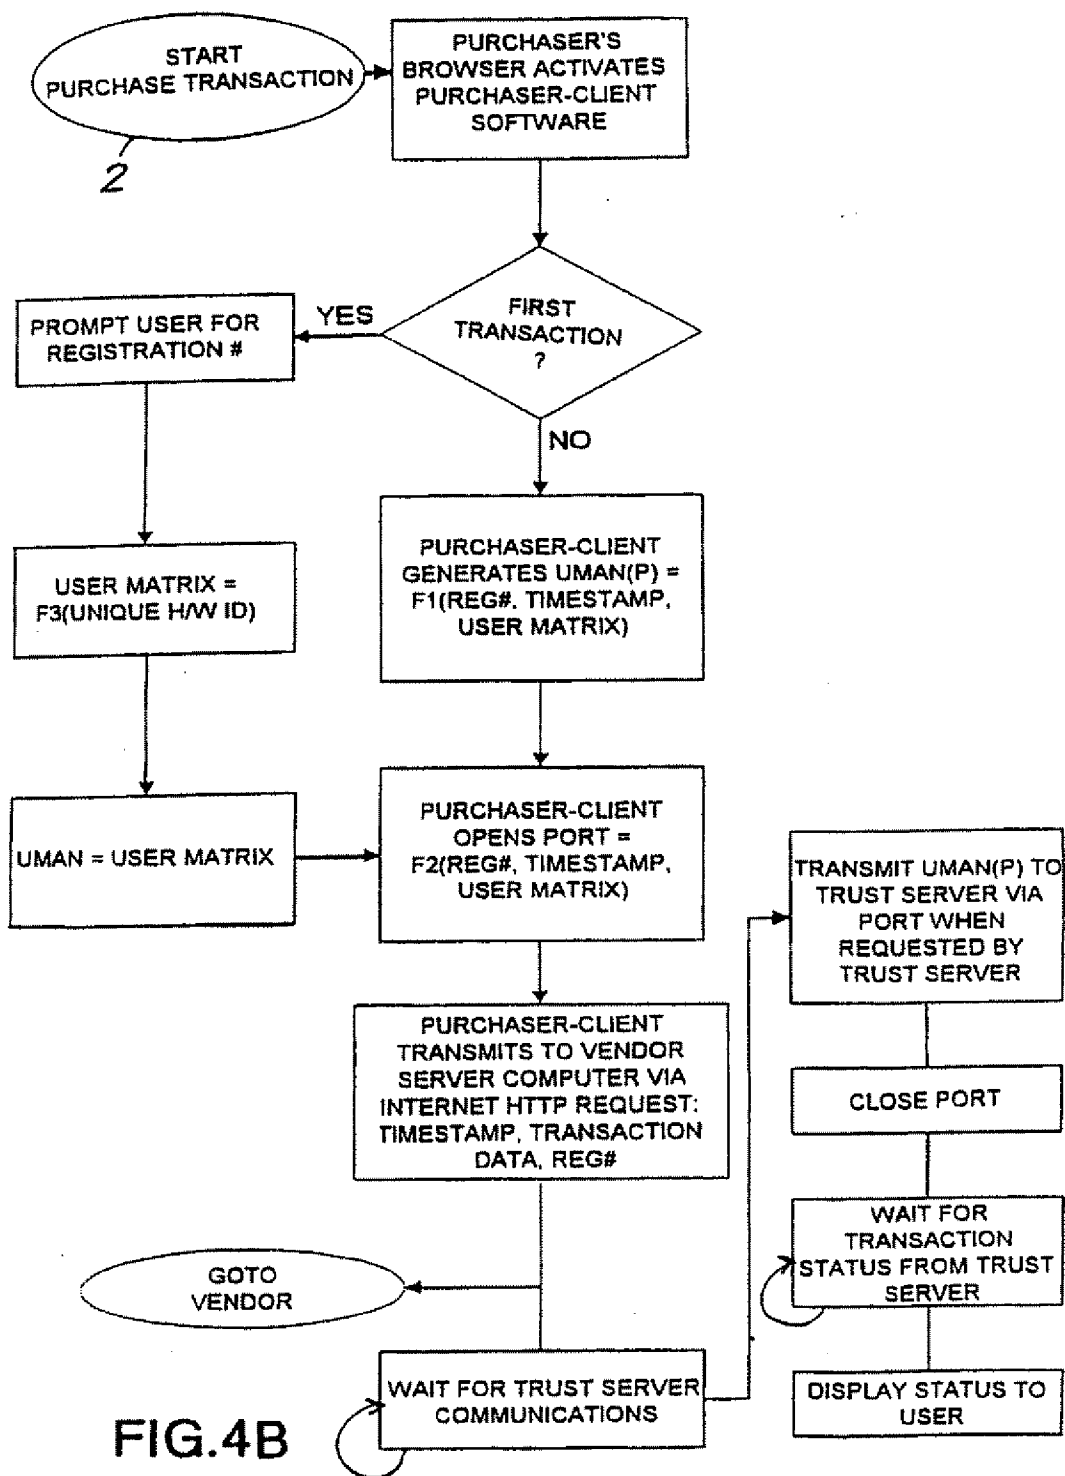 START
PURCHASE TRANSACTION
2
PURCHASER'S
BROWSER ACTIVATES
PURCHASER-CLIENT
SOFTWARE
FIRST
TRANSACTION
?
YES
NO
PROMPT USER FOR
REGISTRATION #
USER MATRIX =
F3(UNIQUE H/W ID)
UMAN = USER MATRIX
PURCHASER-CLIENT
GENERATES UMAN(P) =
F1(REG#, TIMESTAMP,
USER MATRIX)
PURCHASER-CLIENT
OPENS PORT =
F2(REG#, TIMESTAMP,
USER MATRIX)
PURCHASER-CLIENT
TRANSMITS TO VENDOR
SERVER COMPUTER VIA
INTERNET HTTP REQUEST:
TIMESTAMP, TRANSACTION
DATA, REG#
GOTO
VENDOR
WAIT FOR TRUST SERVER
COMMUNICATIONS
TRANSMIT UMAN(P) TO
TRUST SERVER VIA
PORT WHEN
REQUESTED BY
TRUST SERVER
CLOSE PORT
WAIT FOR
TRANSACTION
STATUS FROM TRUST
SERVER
DISPLAY STATUS TO
USER
FIG.4B